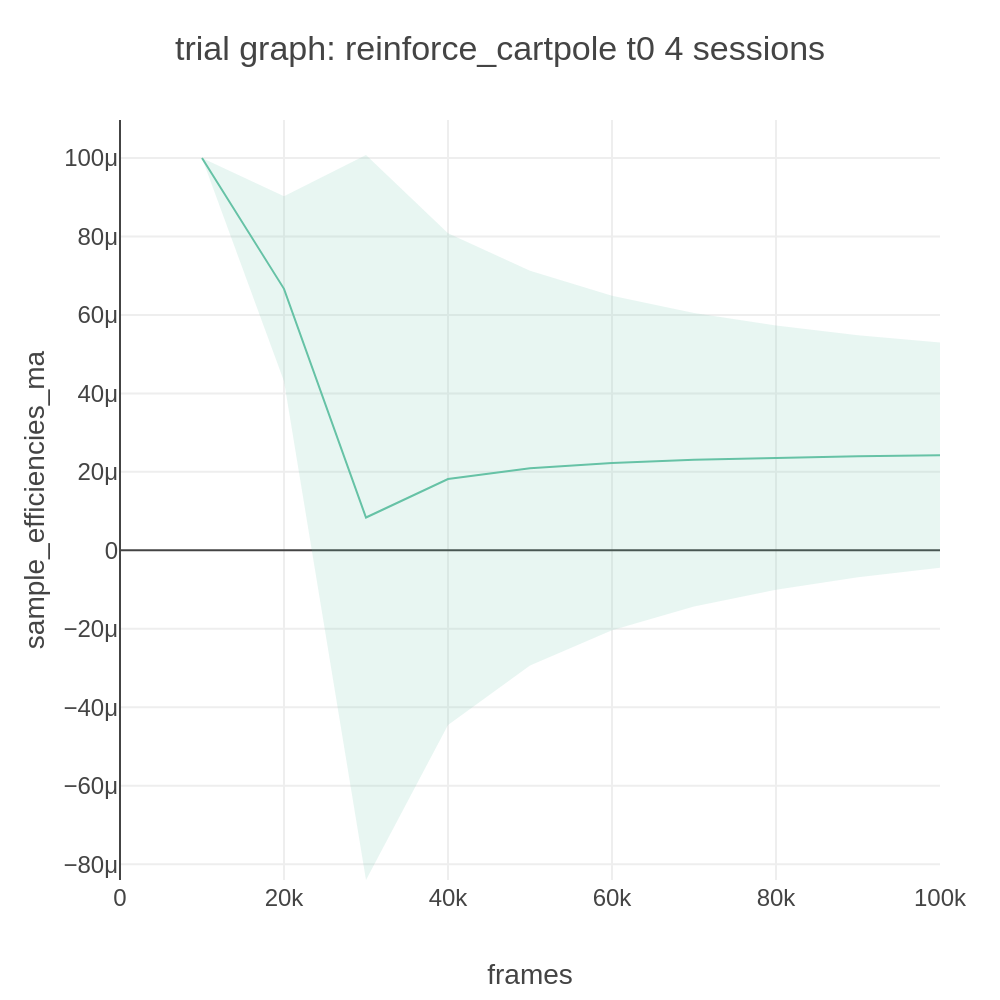 trial graph: reinforce_cartpole t0 4 sessions
sample_efficiencies_ma
100μ
80μ
60μ
40μ
20μ
0
−20μ
−40μ
−60μ
−80μ
0 20k 40k 60k 80k 100k
frames